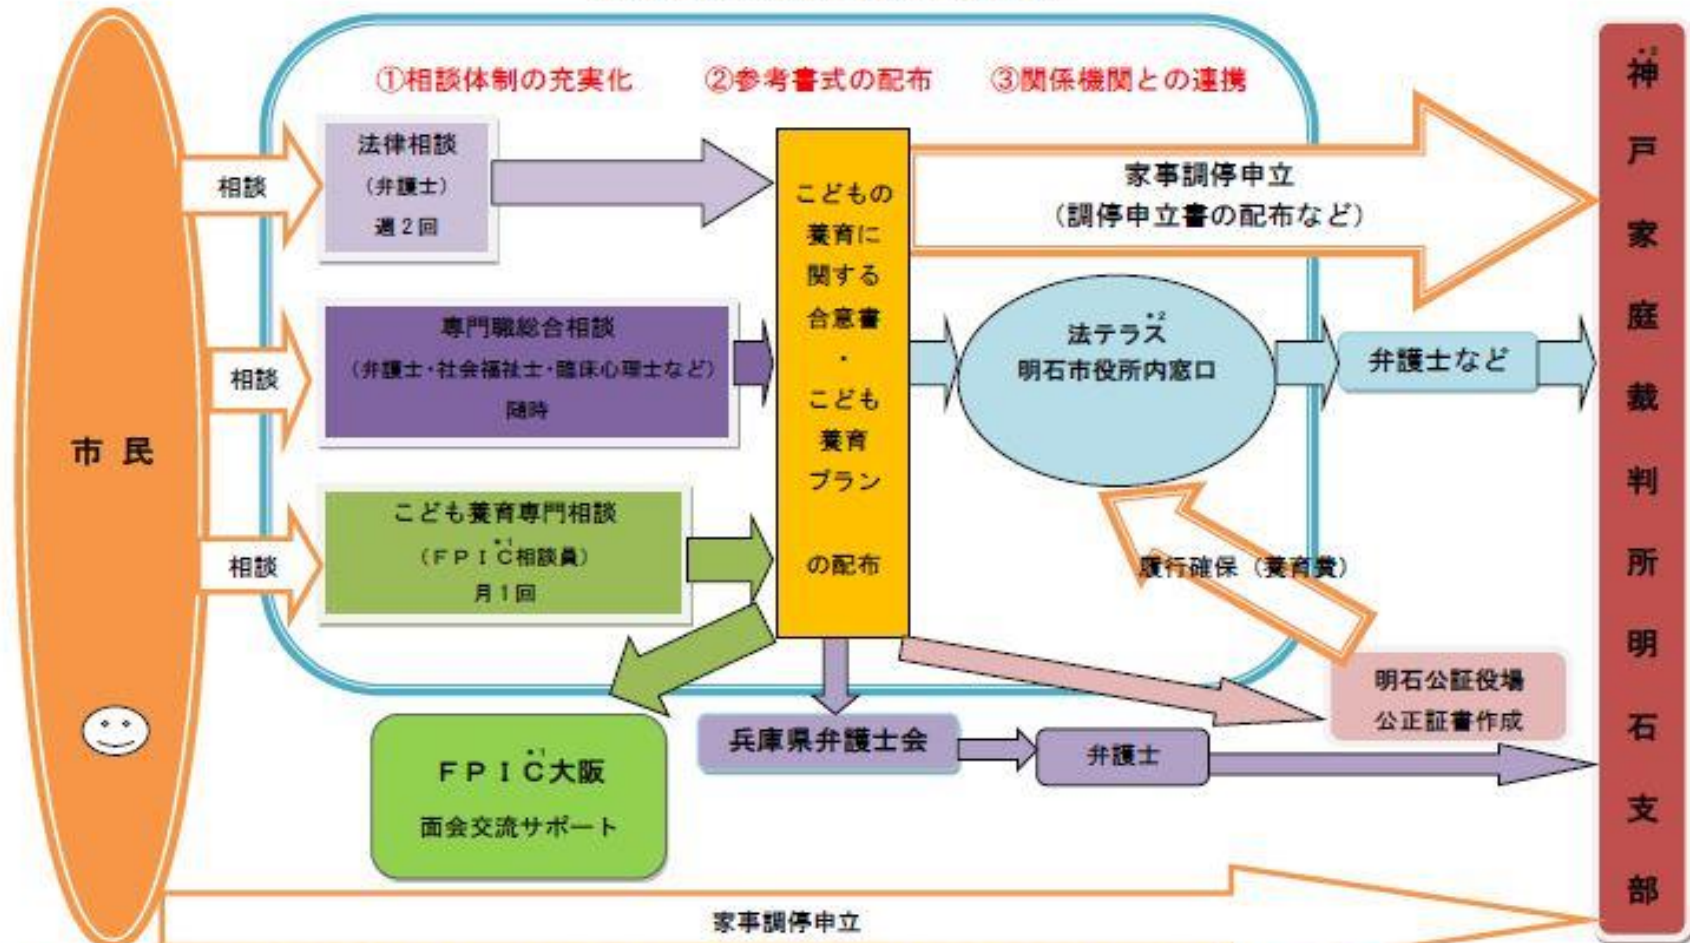 ①相談体制の充実化
②参考書式の配布
③関係機関との連携
市民
相談
法律相談
(弁護士)
週2回
相談
専門職総合相談
(弁護士・社会福祉士・臨床心理士など)
随時
相談
こども養育専門相談
(FPIC*1相談員)
月1回
こどもの
養育に
関する
合意書
・
こども
養育
プラン
の配布
家事調停申立
(調停申立書の配布など)
法テラス*2
明石市役所内窓口
弁護士など
履行確保(養育費)
明石公証役場
公正証書作成
FPIC*1大阪
面会交流サポート
兵庫県弁護士会
弁護士
家事調停申立
神戸家庭裁判所明石支部